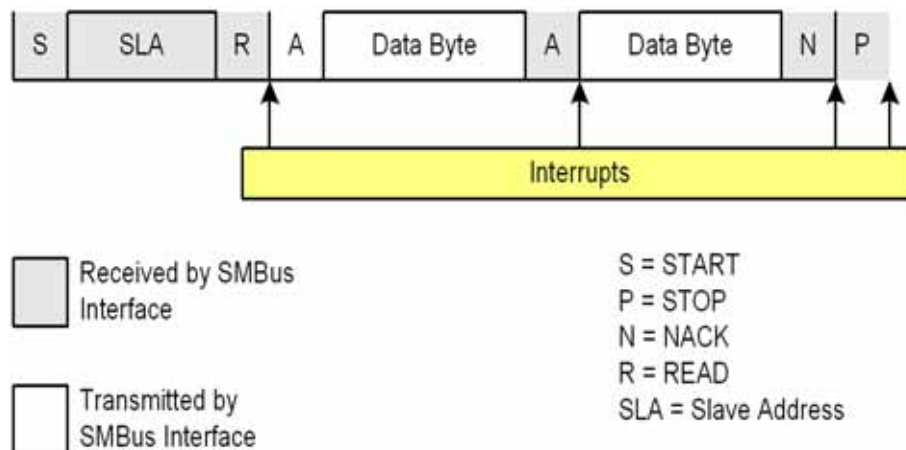 S SLA R A Data Byte A Data Byte N P
Interrupts
Received by SMBus
Interface
Transmitted by
SMBus Interface
S = START
P = STOP
N = NACK
R = READ
SLA = Slave Address